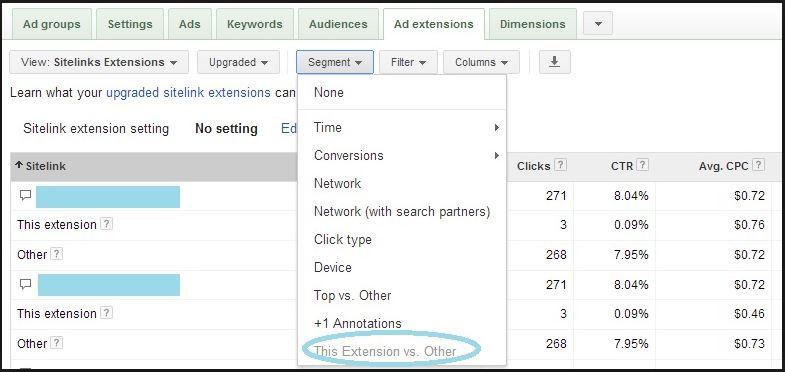 Ad groups Settings Ads Keywords Audiences Ad extensions Dimensions
View: Sitelinks Extensions Upgraded Segment Filter Columns
Learn what your upgraded sitelink extensions can
None
Sitelink extension setting No setting Ed
Time
Conversions
Network
Network (with search partners)
Click type
Device
Top vs. Other
+1 Annotations
This Extension vs. Other
Sitelink Clicks ? CTR ? Avg. CPC ?
271 8.04% $0.72
This extension ? 3 0.09% $0.76
Other ? 268 7.95% $0.72
271 8.04% $0.72
This extension ? 3 0.09% $0.46
Other ? 268 7.95% $0.73